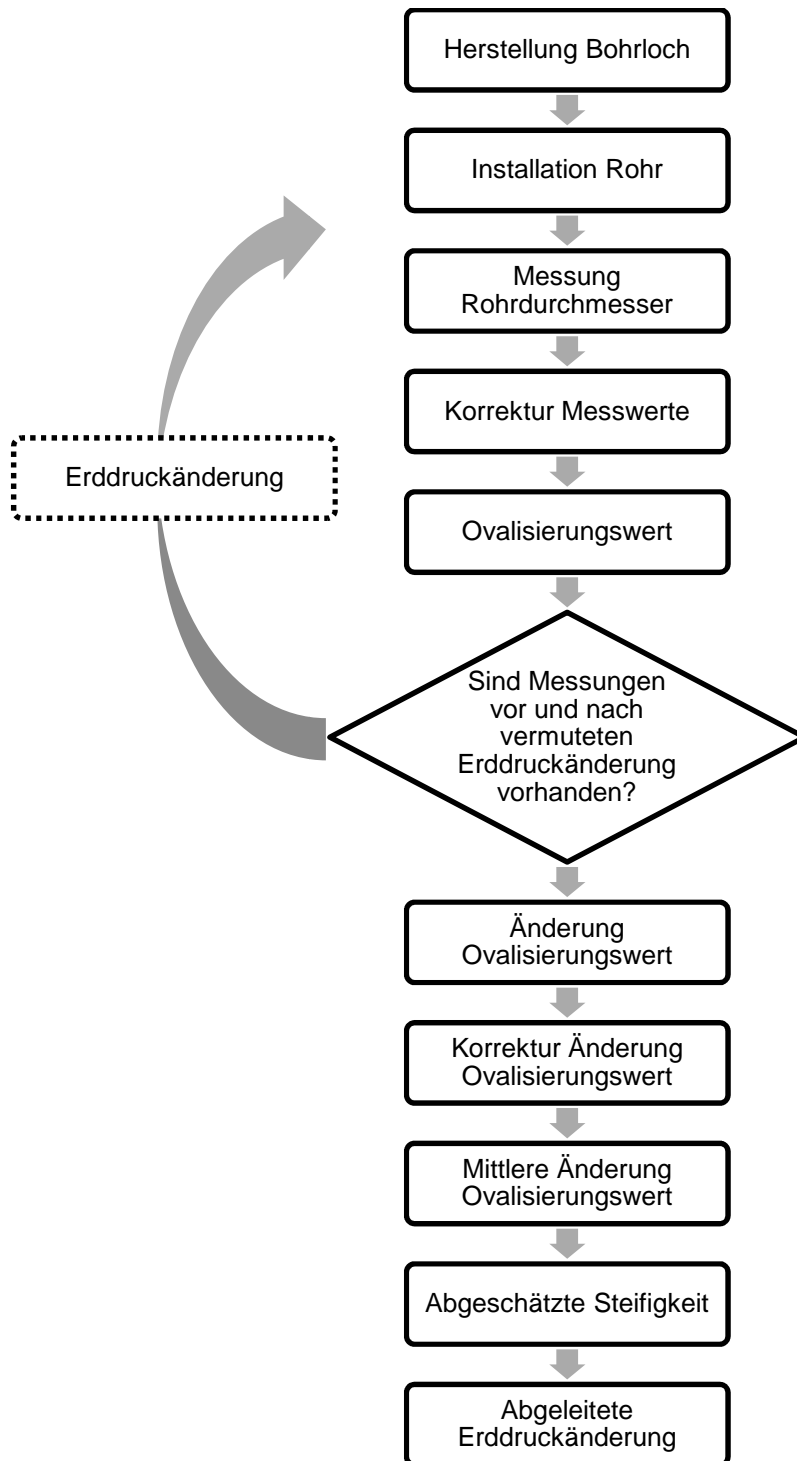 Herstellung Bohrloch
Installation Rohr
Messung
Rohrdurchmesser
Korrektur Messwerte
Erddruckänderung
Ovalisierungswert
Sind Messungen
vor und nach
vermuteten
Erddruckänderung
vorhanden?
Änderung
Ovalisierungswert
Korrektur Änderung
Ovalisierungswert
Mittlere Änderung
Ovalisierungswert
Abgeschätzte Steifigkeit
Abgeleitete
Erddruckänderung